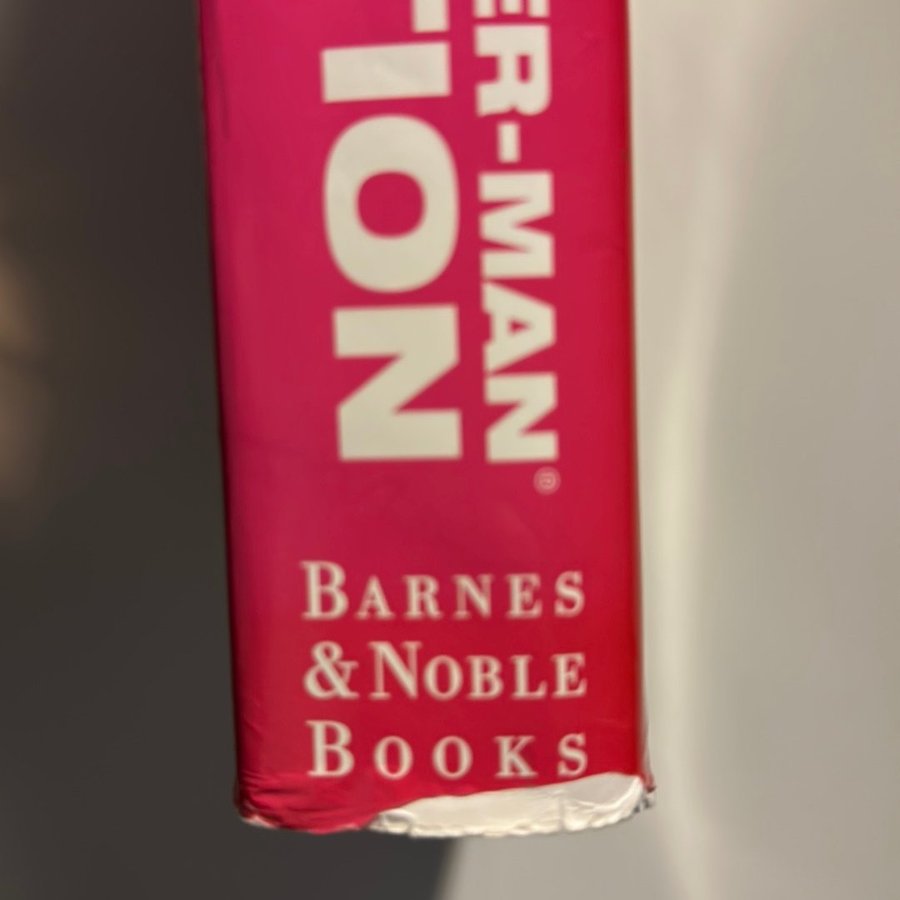 ER-MAN®
TION
BARNES
& NOBLE
BOOKS